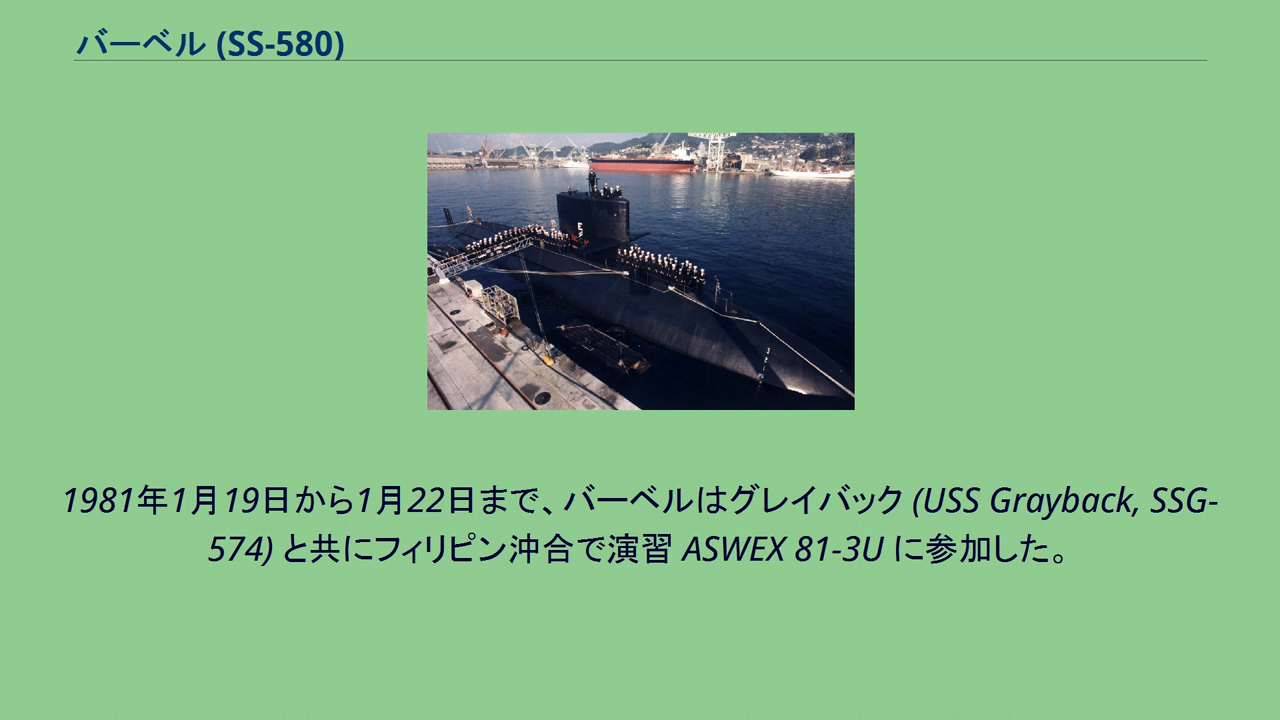 バーベル (SS-580)
1981年1月19日から1月22日まで、バーベルはグレイバック (USS Grayback, SSG-
574) と共にフィリピン沖合で演習 ASWEX 81-3U に参加した。